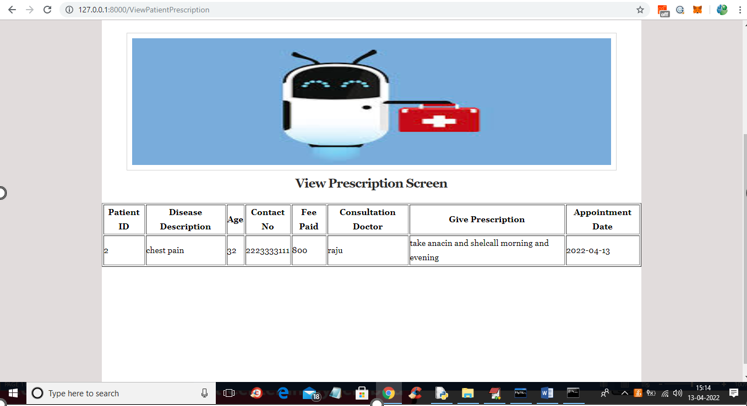 127.0.0.1:8000/ViewPatientPrescription
View Prescription Screen
Patient ID Disease Description Age Contact No Fee Paid Consultation Doctor Give Prescription Appointment Date
2 chest pain 32 2223333111 800 raju take anacin and shelcall morning and evening 2022-04-13
Type here to search
18
15:14
13-04-2022